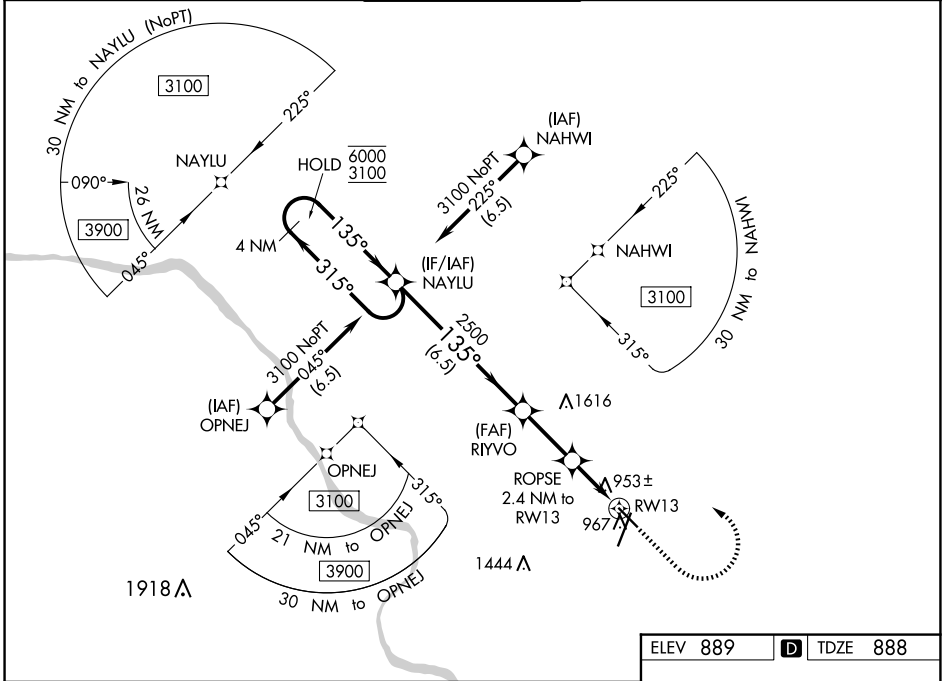 30 NM to NAYLU (NoPT)
3100
225°
NAYLU
090°
26 NM
3900
045°
HOLD
6000
3100
4 NM
135°
315°
(IAF)
NAHWI
3100 NoPT
225°
(6.5)
(IF/IAF)
NAYLU
225°
NAHWI
3100
315°
30 NM to NAHWI
2500
135°
(6.5)
3100 NoPT
045°
(6.5)
(IAF)
OPNEJ
1616
(FAF)
RIYVO
ROPSE
2.4 NM to
RW13
953±
RW13
967
OPNEJ
3100
045°
315°
21 NM to OPNEJ
3900
30 NM to OPNEJ
1918
1444
ELEV 889
D
TDZE 888